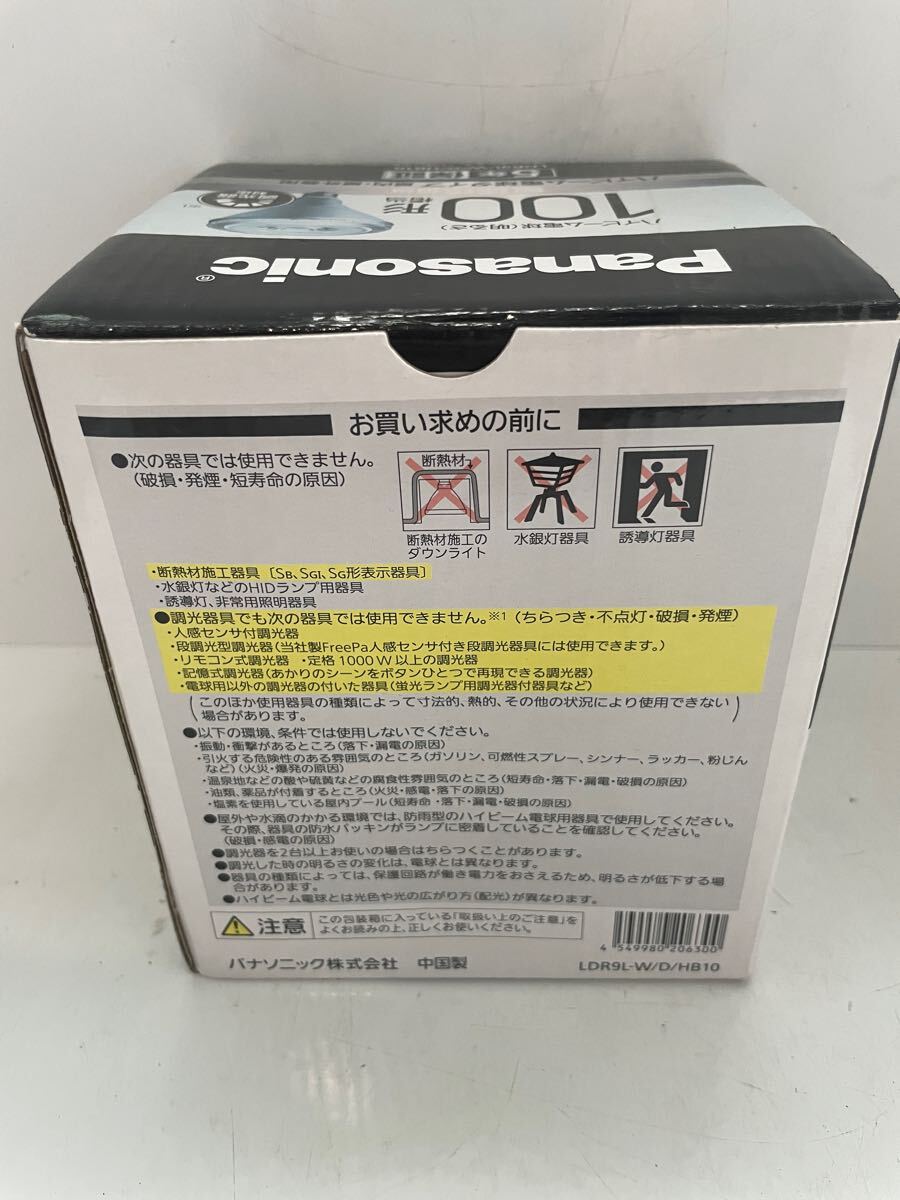 5年保証
ハイビーム電球タイプ
100形
相当
ハイビーム電球(明るさ)
Panasonic®
お買い求めの前に
●次の器具では使用できません。
(破損・発煙・短寿命の原因)
断熱材
断熱材施工の
ダウンライト
水銀灯器具
誘導灯器具
・断熱材施工器具［SB、SGI、SG形表示器具］
・水銀灯などのHIDランプ用器具
・誘導灯、非常用照明器具
●調光器具でも次の器具では使用できません。※1(ちらつき・不点灯・破損・発煙)
・人感センサ付調光器
・段調光型調光器(当社製FreePa人感センサ付き段調光器具には使用できます。)
・リモコン式調光器 ・定格1000W以上の調光器
・記憶式調光器(あかりのシーンをボタンひとつで再現できる調光器)
・電球用以外の調光器の付いた器具(蛍光ランプ用調光器付器具など)
(このほか使用器具の種類によって寸法的、熱的、その他の状況により使用できない
場合があります。)
●以下の環境、条件では使用しないでください。
・振動・衝撃があるところ(落下・漏電の原因)
・引火する危険性のある雰囲気のところ(ガソリン、可燃性スプレー、シンナー、ラッカー、粉じん
など)(火災・爆発の原因)
・温泉地などの酸や硫黄などの腐食性雰囲気のところ(短寿命・落下・漏電・破損の原因)
・油類、薬品が付着するところ(火災・感電・落下の原因)
・塩素を使用している屋内プール(短寿命・落下・漏電・破損の原因)
●屋外や水滴のかかる環境では、防雨型のハイビーム電球用器具で使用してください。
その際、器具の防水パッキンがランプに密着していることを確認してください。
(破損・感電の原因)
●調光器を2台以上お使いの場合はちらつくことがあります。
●調光した時の明るさの変化は、電球とは異なります。
●器具の種類によっては、保護回路が働き電力をおさえるため、明るさが低下する場
合があります。
●ハイビーム電球とは光色や光の広がり方(配光)が異なります。
注意
この包装箱に入っている「取扱い上のご注意」を
よくお読みの上、正しくお使いください。
4 549980 206300
パナソニック株式会社 中国製
LDR9L-W/D/HB10